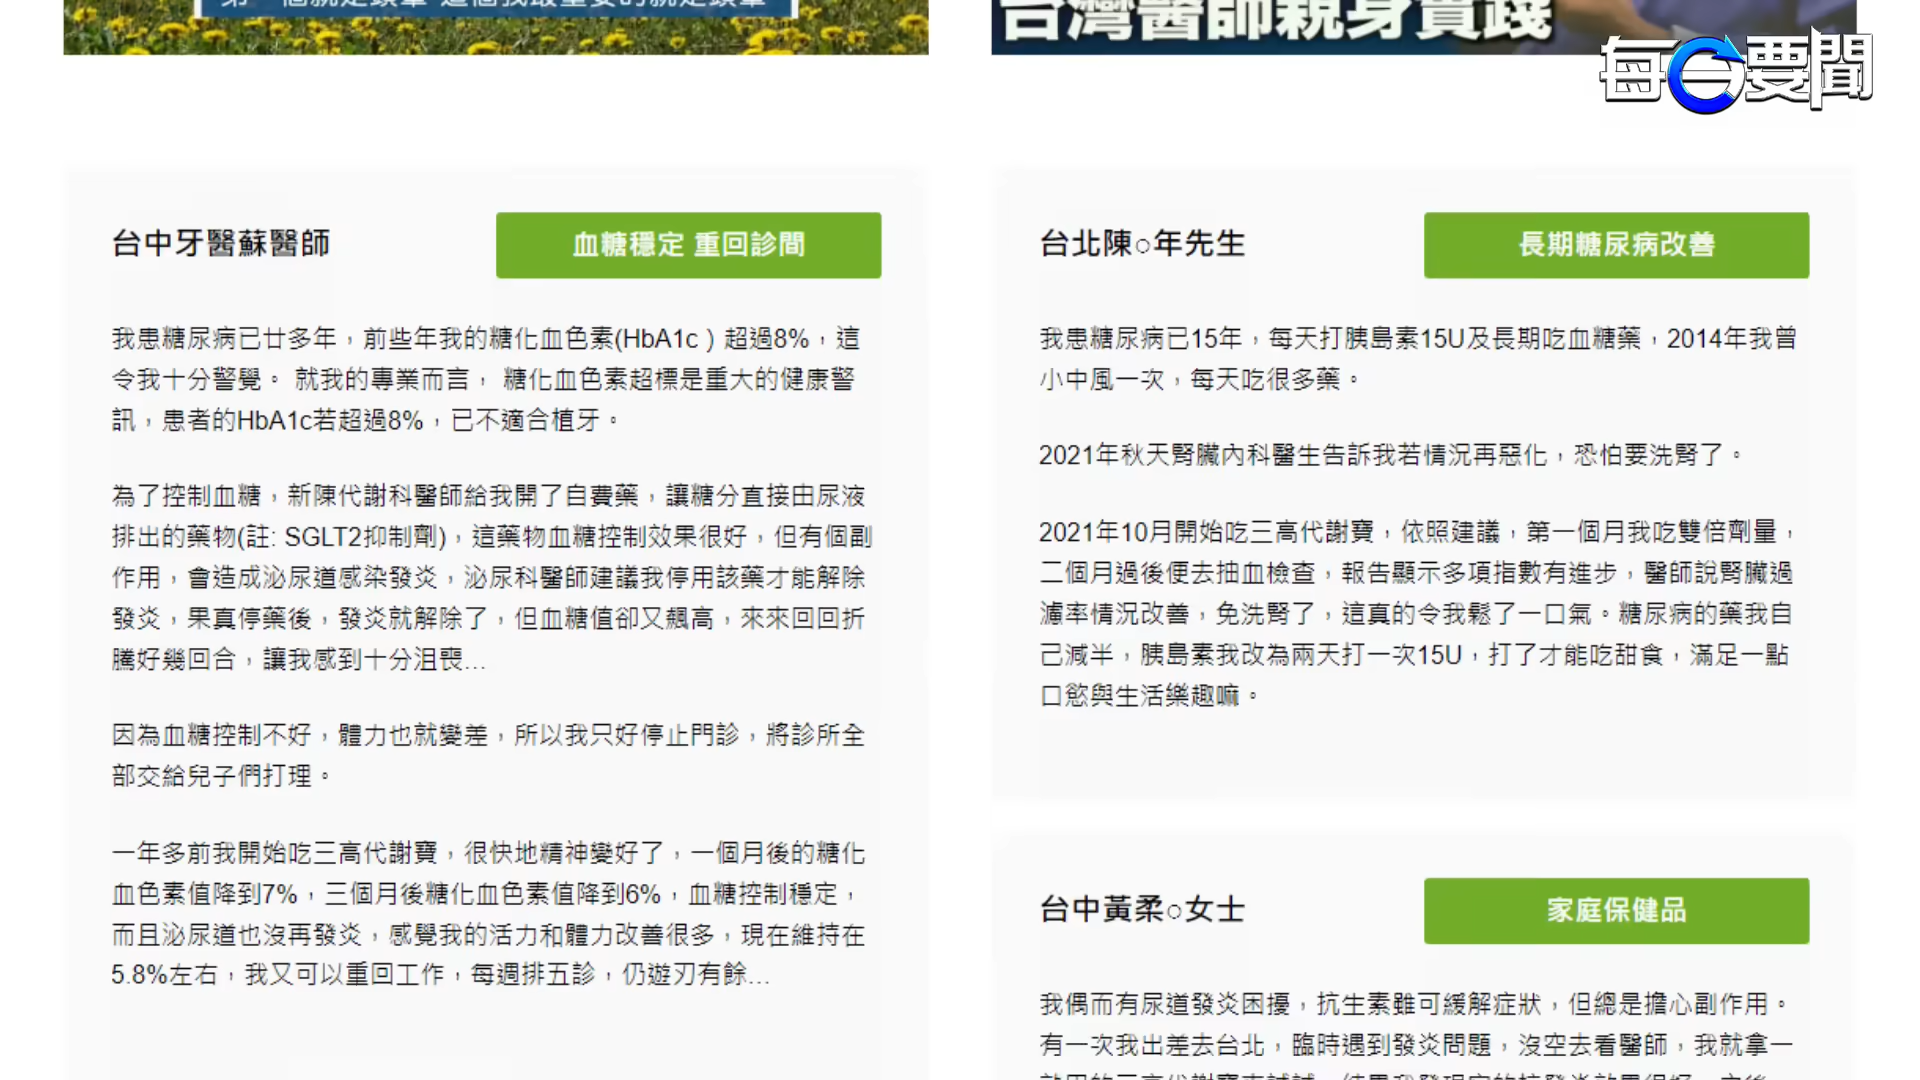 第一個就是頭暈 這個我最重要的就是頭暈
台灣醫師親身實踐
每日要聞
台中牙醫蘇醫師
血糖穩定 重回診間
我患糖尿病已廿多年，前些年我的糖化血色素(HbA1c ) 超過8%，這
令我十分警覺。 就我的專業而言， 糖化血色素超標是重大的健康警
訊，患者的HbA1c若超過8%，已不適合植牙。
為了控制血糖，新陳代謝科醫師給我開了自費藥，讓糖分直接由尿液
排出的藥物(註: SGLT2抑制劑)，這藥物血糖控制效果很好，但有個副
作用，會造成泌尿道感染發炎，泌尿科醫師建議我停用該藥才能解除
發炎，果真停藥後，發炎就解除了，但血糖值卻又飆高，來來回回折
騰好幾回合，讓我感到十分沮喪...
因為血糖控制不好，體力也就變差，所以我只好停止門診，將診所全
部交給兒子們打理。
一年多前我開始吃三高代謝寶，很快地精神變好了，一個月後的糖化
血色素值降到7%，三個月後糖化血色素值降到6%，血糖控制穩定，
而且泌尿道也沒再發炎，感覺我的活力和體力改善很多，現在維持在
5.8%左右，我又可以重回工作，每週排五診，仍遊刃有餘...
台北陳○年先生
長期糖尿病改善
我患糖尿病已15年，每天打胰島素15U及長期吃血糖藥，2014年我曾
小中風一次，每天吃很多藥。
2021年秋天腎臟內科醫生告訴我若情況再惡化，恐怕要洗腎了。
2021年10月開始吃三高代謝寶，依照建議，第一個月我吃雙倍劑量，
二個月過後便去抽血檢查，報告顯示多項指數有進步，醫師說腎臟過
濾率情況改善，免洗腎了，這真的令我鬆了一口氣。糖尿病的藥我自
己減半，胰島素我改為兩天打一次15U，打了才能吃甜食，滿足一點
口慾與生活樂趣嘛。
台中黃柔○女士
家庭保健品
我偶而有尿道發炎困擾，抗生素雖可緩解症狀，但總是擔心副作用。
有一次我出差去台北，臨時遇到發炎問題，沒空去看醫師，我就拿一